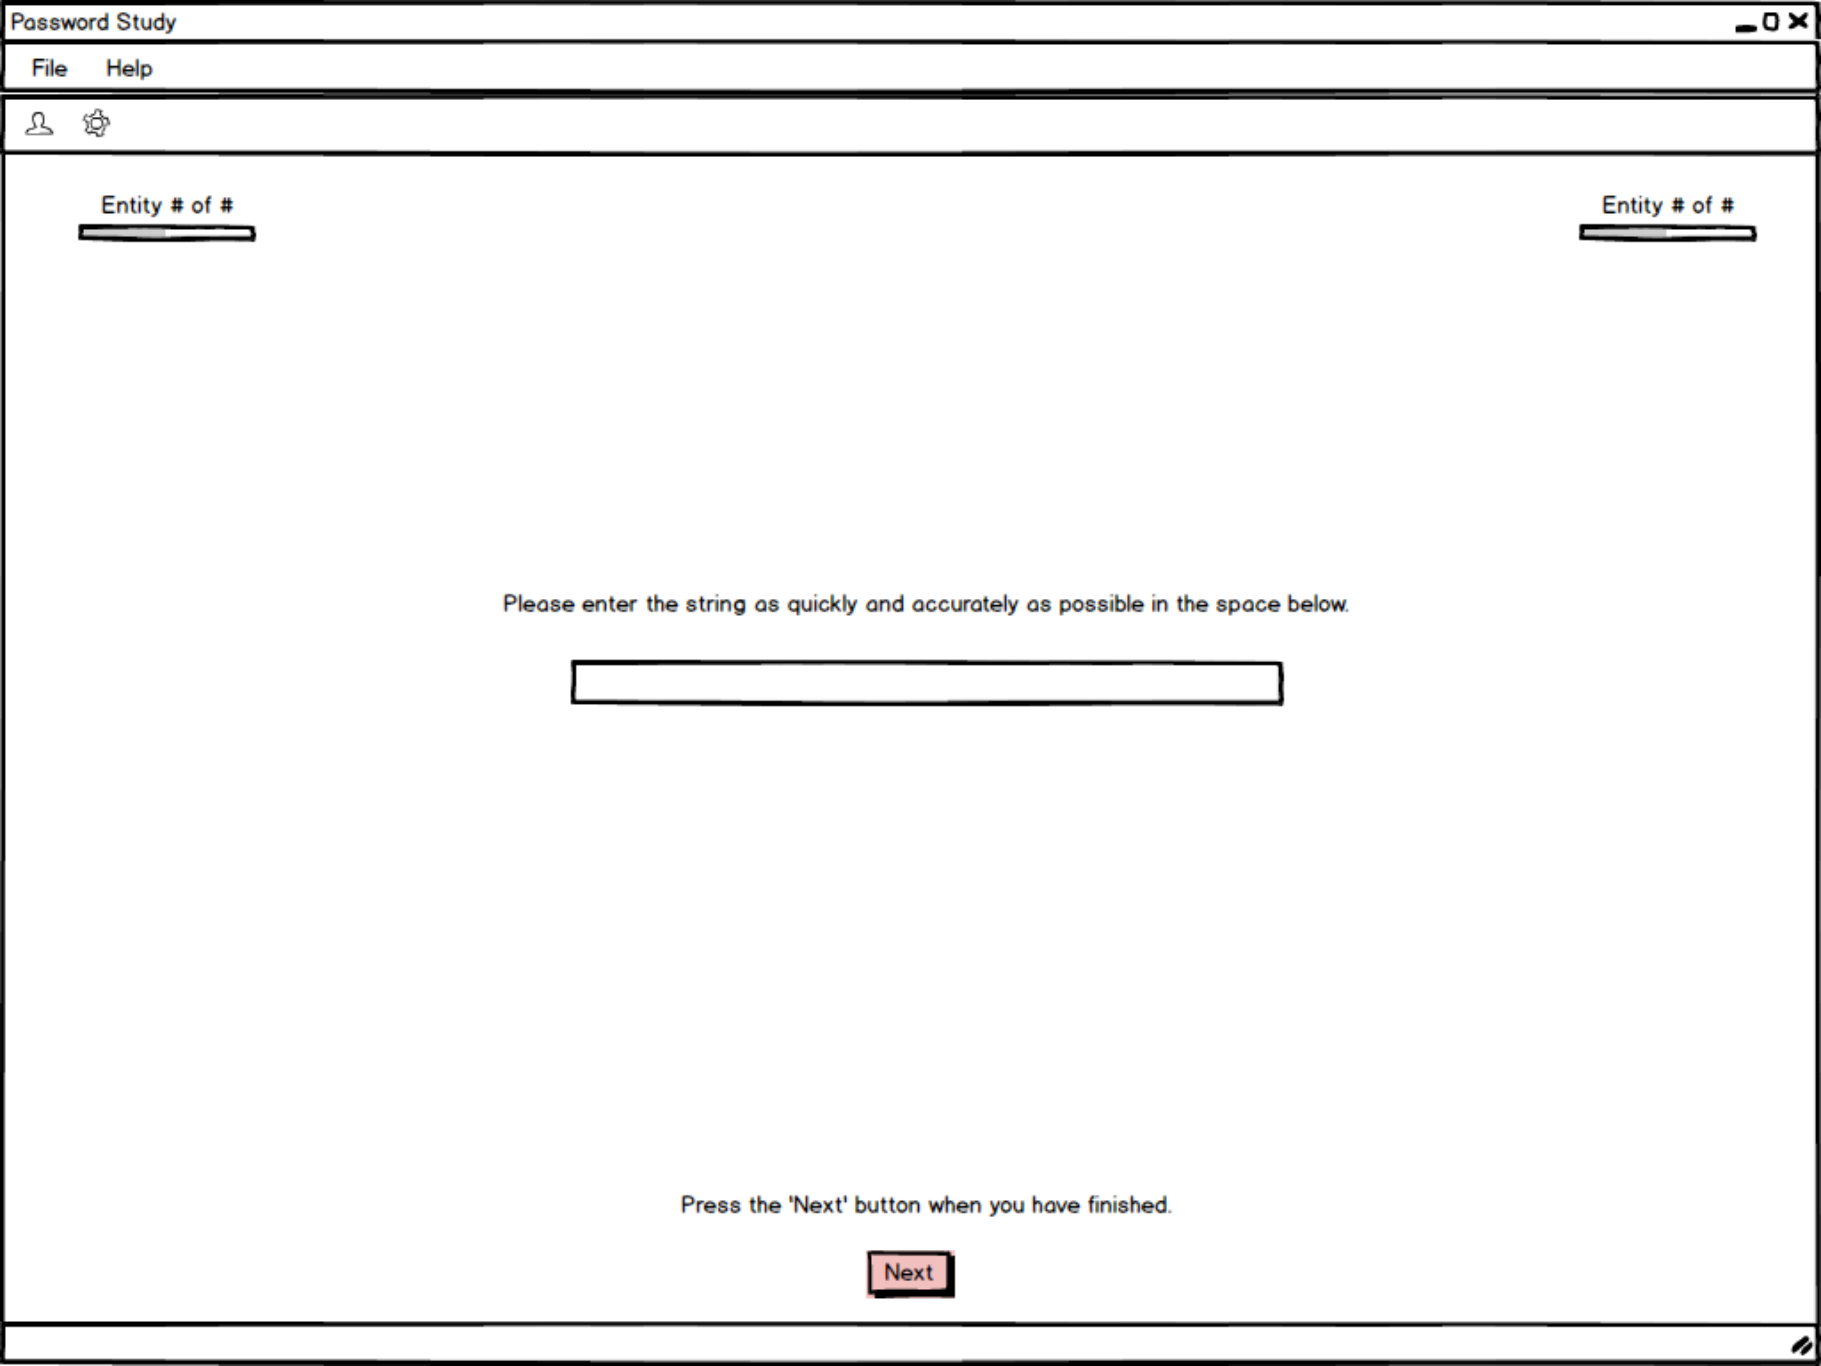 Password Study
File Help
Entity # of # Entity # of #
Please enter the string as quickly and accurately as possible in the space below.
Press the 'Next' button when you have finished.
Next